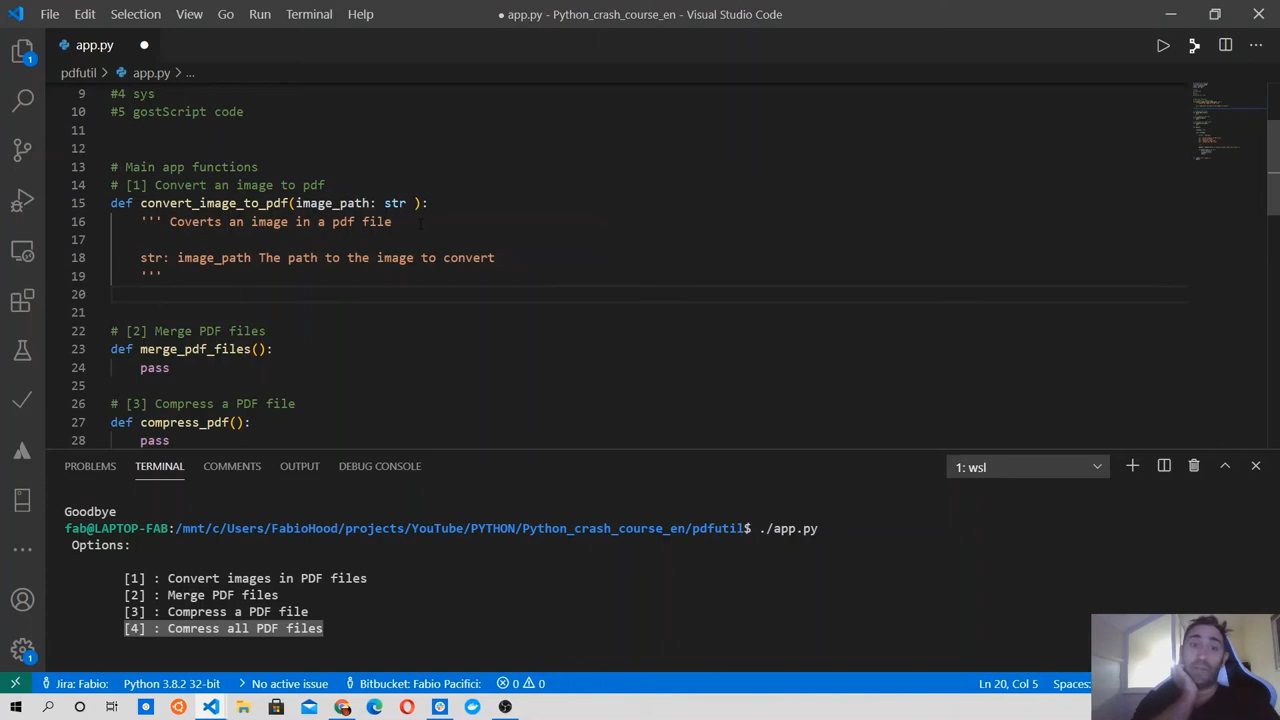 File Edit Selection View Go Run Terminal Help
● app.py - Python_crash_course_en - Visual Studio Code
app.py
pdfutil > app.py > ...
9 #4 sys
10 #5 gostScript code
11
12
13 # Main app functions
14 # [1] Convert an image to pdf
15 def convert_image_to_pdf(image_path: str ):
16 ''' Coverts an image in a pdf file
17
18 str: image_path The path to the image to convert
19 '''
20
21
22 # [2] Merge PDF files
23 def merge_pdf_files():
24 pass
25
26 # [3] Compress a PDF file
27 def compress_pdf():
28 pass
PROBLEMS TERMINAL COMMENTS OUTPUT DEBUG CONSOLE 1: wsl
Goodbye
fab@LAPTOP-FAB:/mnt/c/Users/FabioHood/projects/YouTube/PYTHON/Python_crash_course_en/pdfutil$ ./app.py
Options:
[1] : Convert images in PDF files
[2] : Merge PDF files
[3] : Compress a PDF file
[4] : Comress all PDF files
1
1
Jira: Fabio: Python 3.8.2 32-bit No active issue Bitbucket: Fabio Pacifici: 0 0 Ln 20, Col 5 Spaces: